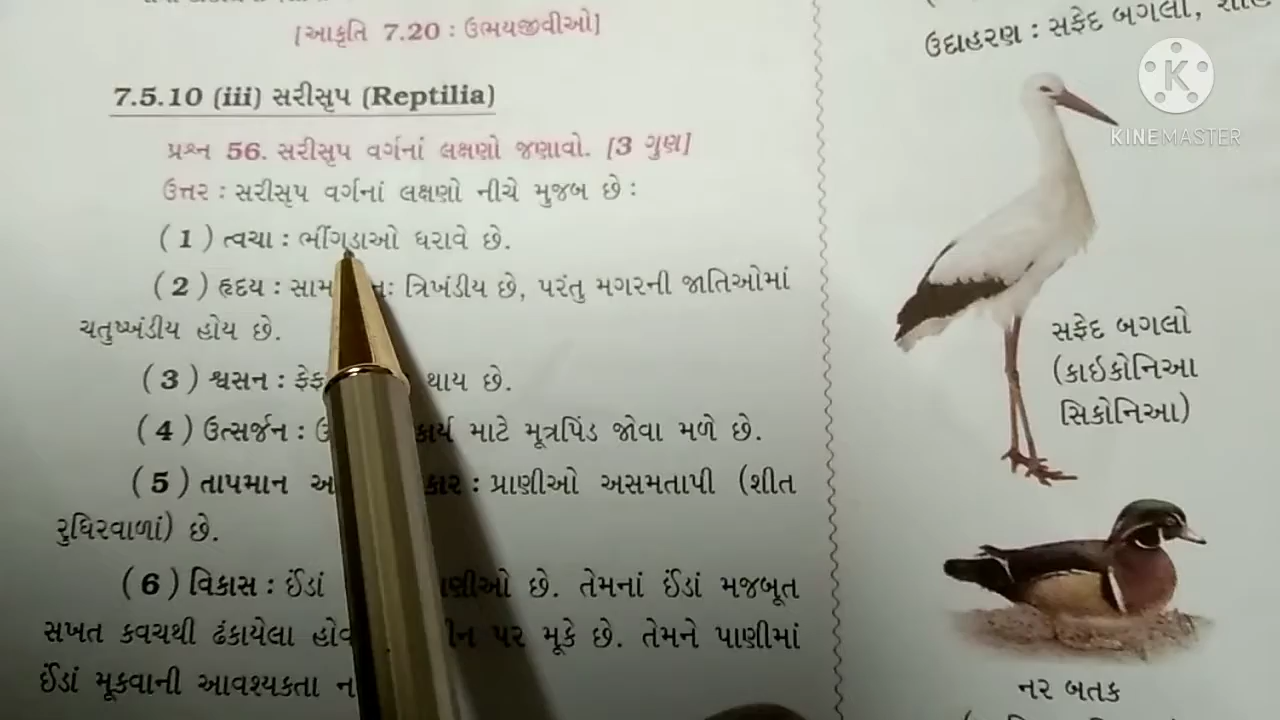 [આકૃતિ 7.20 : ઉભયજીવીઓ]
7.5.10 (iii) સરીસૃપ (Reptilia)
પ્રશ્ન 56. સરીસૃપ વર્ગનાં લક્ષણો જણાવો. [3 ગુણ]
ઉત્તર : સરીસૃપ વર્ગનાં લક્ષણો નીચે મુજબ છે :
(1) ત્વચા : ભીંગડાઓ ધરાવે છે.
(2) હૃદય : ત્રિખંડીય છે, પરંતુ મગરની જાતિઓમાં
ચતુષ્ખંડીય હોય છે.
(3) શ્વસન : થાય છે.
(4) ઉત્સર્જન : માટે મૂત્રપિંડ જોવા મળે છે.
(5) તાપમાન : પ્રાણીઓ અસમતાપી (શીત
રુધિરવાળાં) છે.
(6) વિકાસ : ઈંડાં છે. તેમનાં ઈંડાં મજબૂત
સખત કવચથી ઢંકાયેલા પર મૂકે છે. તેમને પાણીમાં
ઈંડાં મૂકવાની આવશ્યકતા
ઉદાહરણ : સફેદ બગલો,
KINEMASTER
સફેદ બગલો
(કાઇકોનિઆ
સિકોનિઆ)
નર બતક